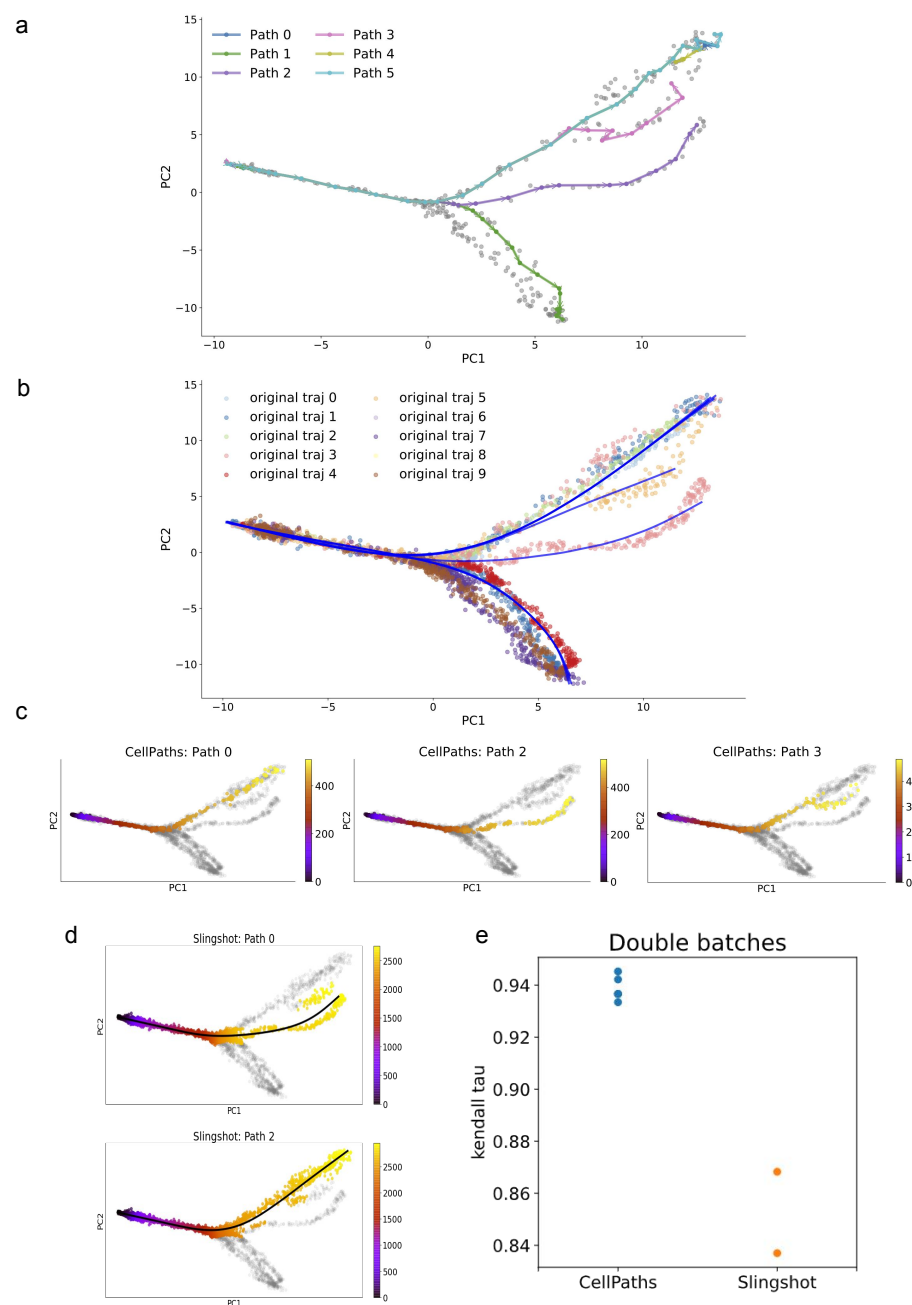 a
15
10
5
0
−5
−10
PC2
Path 0
Path 1
Path 2
Path 3
Path 4
Path 5
−10 −5 0 5 10
PC1
b
15
10
5
0
−5
−10
PC2
original traj 0
original traj 1
original traj 2
original traj 3
original traj 4
original traj 5
original traj 6
original traj 7
original traj 8
original traj 9
−10 −5 0 5 10
PC1
c
CellPaths: Path 0
PC2
PC1
400
200
0
CellPaths: Path 2
PC2
PC1
400
200
0
CellPaths: Path 3
PC2
PC1
4
3
2
1
0
d
Slingshot: Path 0
PC2
PC1
2500
2000
1500
1000
500
0
Slingshot: Path 2
PC2
PC1
2500
2000
1500
1000
500
0
e
Double batches
kendall tau
0.94
0.92
0.90
0.88
0.86
0.84
CellPaths Slingshot